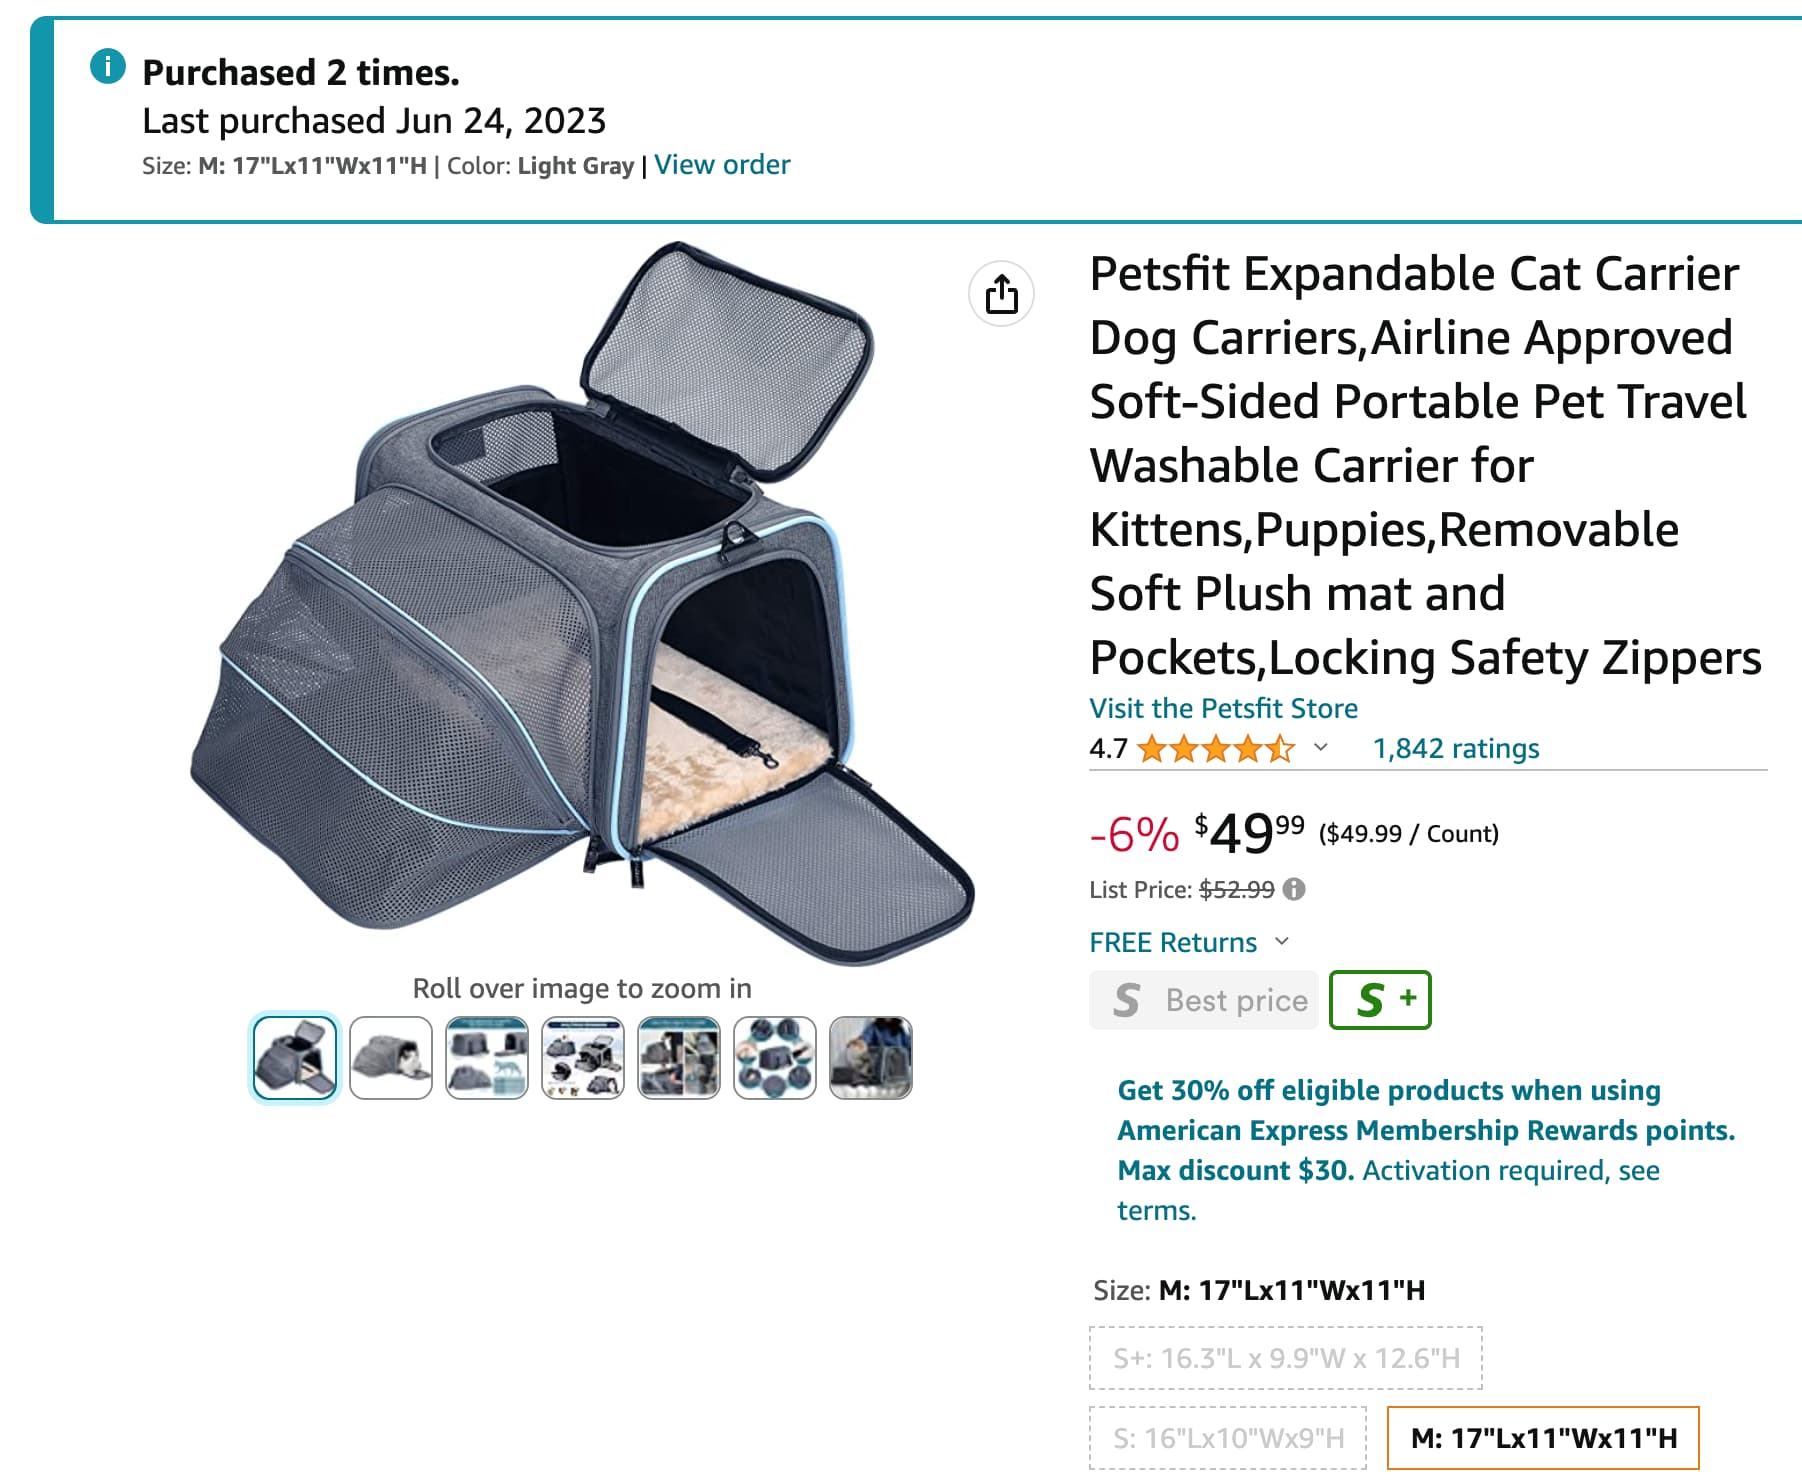 Purchased 2 times.
Last purchased Jun 24, 2023
Size: M: 17"Lx11"Wx11"H | Color: Light Gray | View order
Petsfit Expandable Cat Carrier
Dog Carriers,Airline Approved
Soft-Sided Portable Pet Travel
Washable Carrier for
Kittens,Puppies,Removable
Soft Plush mat and
Pockets,Locking Safety Zippers
Visit the Petsfit Store
4.7 1,842 ratings
-6% $49.99 ($49.99 / Count)
List Price: $52.99
FREE Returns
S Best price S +
Get 30% off eligible products when using
American Express Membership Rewards points.
Max discount $30. Activation required, see
terms.
Roll over image to zoom in
Size: M: 17"Lx11"Wx11"H
S+: 16.3"L x 9.9"W x 12.6"H
S: 16"Lx10"Wx9"H M: 17"Lx11"Wx11"H